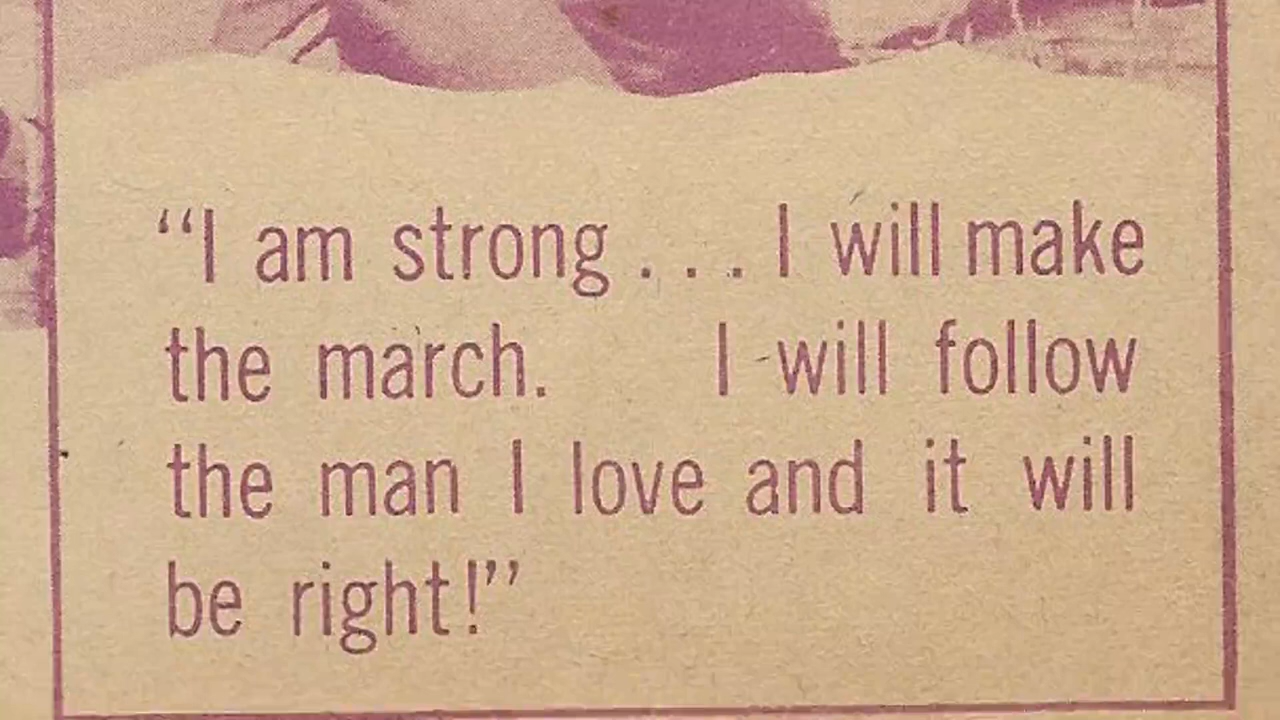 “I am strong . . . I will make
the march. I will follow
the man I love and it will
be right!”